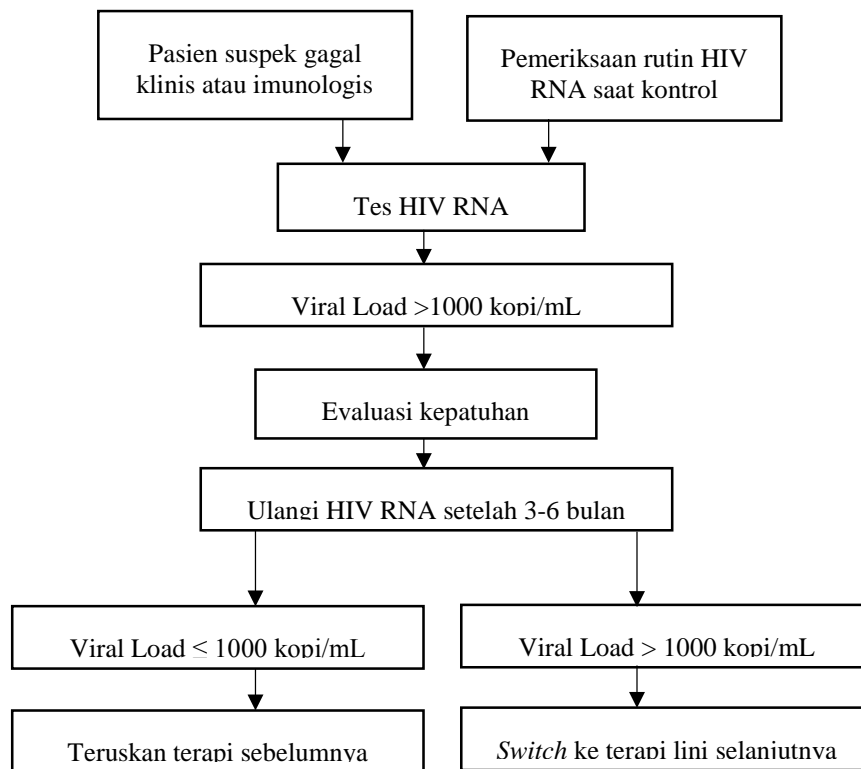 Pasien suspek gagal
klinis atau imunologis
Pemeriksaan rutin HIV
RNA saat kontrol
Tes HIV RNA
Viral Load >1000 kopi/mL
Evaluasi kepatuhan
Ulangi HIV RNA setelah 3-6 bulan
Viral Load ≤ 1000 kopi/mL
Viral Load > 1000 kopi/mL
Teruskan terapi sebelumnya
Switch ke terapi lini selanjutnya